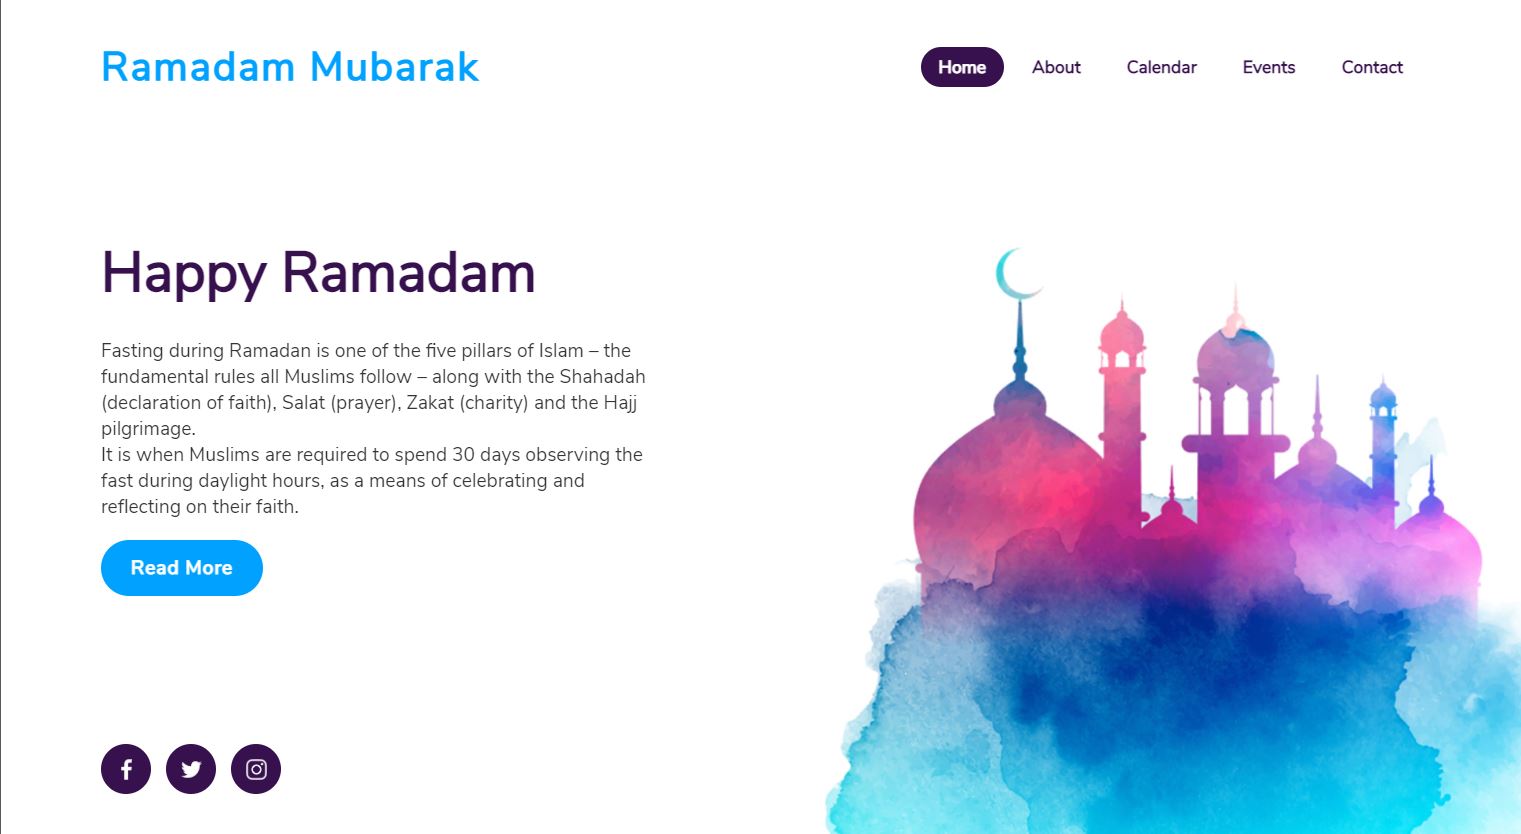 Ramadam Mubarak
Home About Calendar Events Contact
Happy Ramadam
Fasting during Ramadan is one of the five pillars of Islam – the
fundamental rules all Muslims follow – along with the Shahadah
(declaration of faith), Salat (prayer), Zakat (charity) and the Hajj
pilgrimage.
It is when Muslims are required to spend 30 days observing the
fast during daylight hours, as a means of celebrating and
reflecting on their faith.
Read More